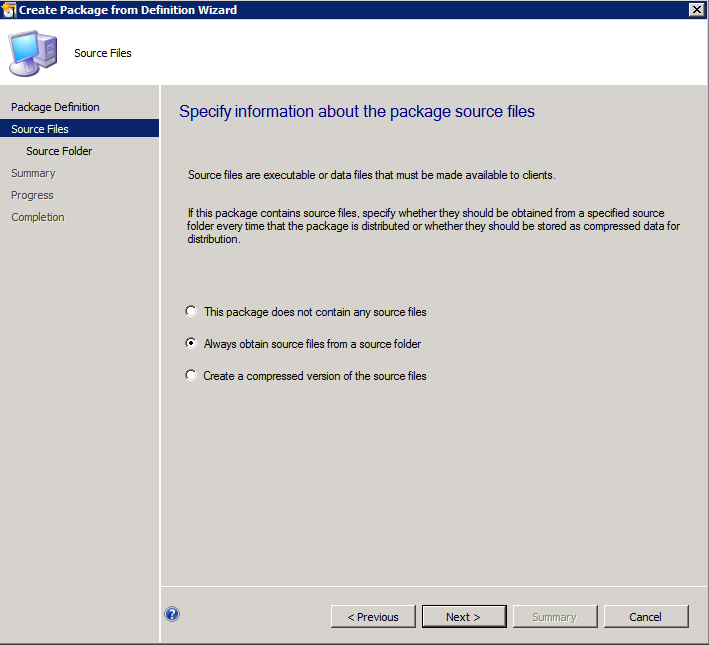 Create Package from Definition Wizard
Source Files
Package Definition
Source Files
Source Folder
Summary
Progress
Completion
Specify information about the package source files
Source files are executable or data files that must be made available to clients.
If this package contains source files, specify whether they should be obtained from a specified source
folder every time that the package is distributed or whether they should be stored as compressed data for
distribution.
This package does not contain any source files
Always obtain source files from a source folder
Create a compressed version of the source files
< Previous
Next >
Summary
Cancel